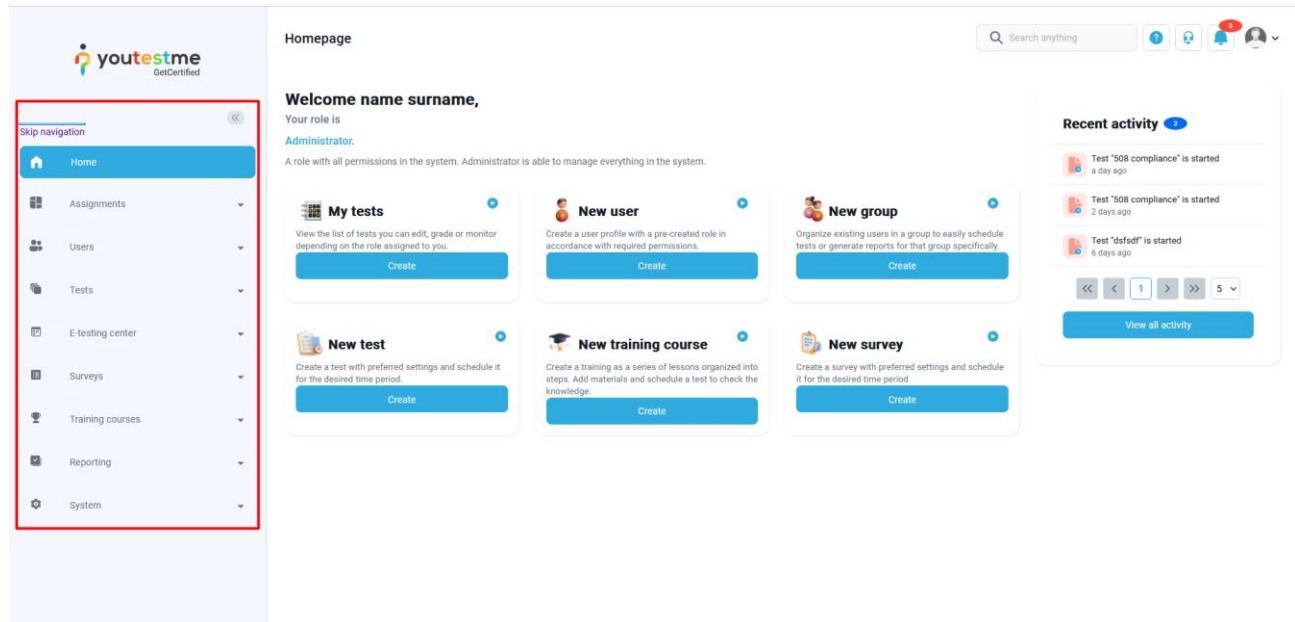 youtestme
GetCertified
Skip navigation
Home
Assignments
Users
Tests
E-testing center
Surveys
Training courses
Reporting
System
Homepage
Search anything
3
Welcome name surname,
Your role is
Administrator.
A role with all permissions in the system. Administrator is able to manage everything in the system.
My tests
View the list of tests you can edit, grade or monitor
depending on the role assigned to you.
Create
New user
Create a user profile with a pre-created role in
accordance with required permissions.
Create
New group
Organize existing users in a group to easily schedule
tests or generate reports for that group specifically.
Create
New test
Create a test with preferred settings and schedule it
for the desired time period.
Create
New training course
Create a training as a series of lessons organized into
steps. Add materials and schedule a test to check the
knowledge.
Create
New survey
Create a survey with preferred settings and schedule
it for the desired time period.
Create
Recent activity 3
Test "508 compliance" is started
a day ago
Test "508 compliance" is started
2 days ago
Test "dsfsdf" is started
6 days ago
1
5
View all activity